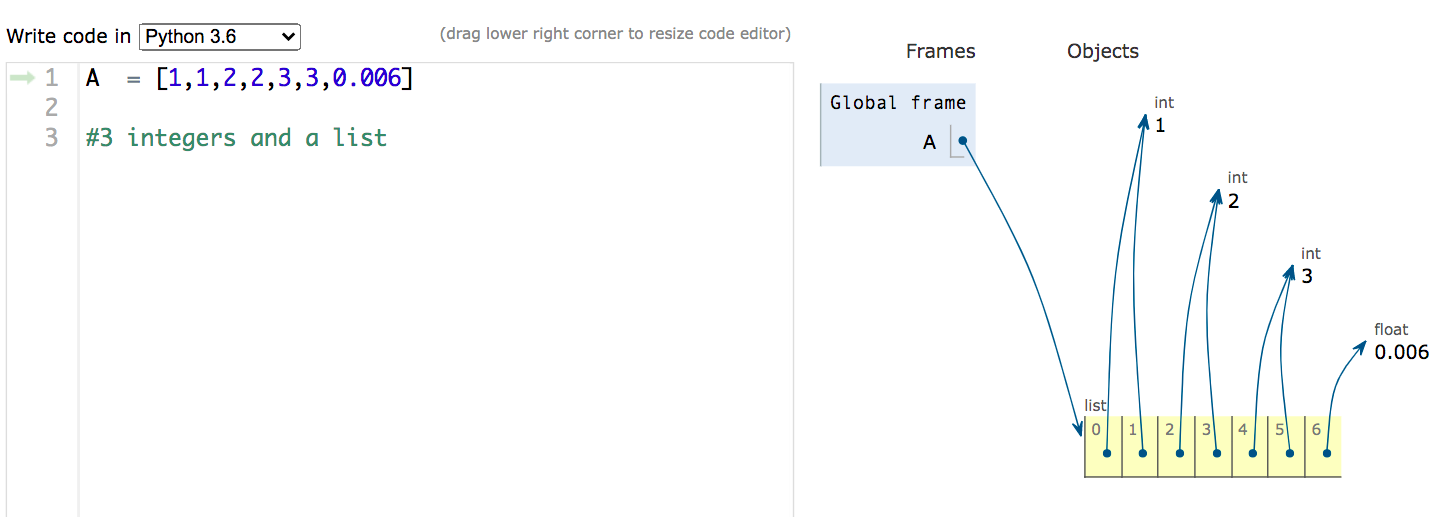 Write code in Python 3.6
(drag lower right corner to resize code editor)
1 A  = [1,1,2,2,3,3,0.006]
2
3 #3 integers and a list
Frames
Objects
Global frame
A
int
1
int
2
int
3
float
0.006
list
0 1 2 3 4 5 6